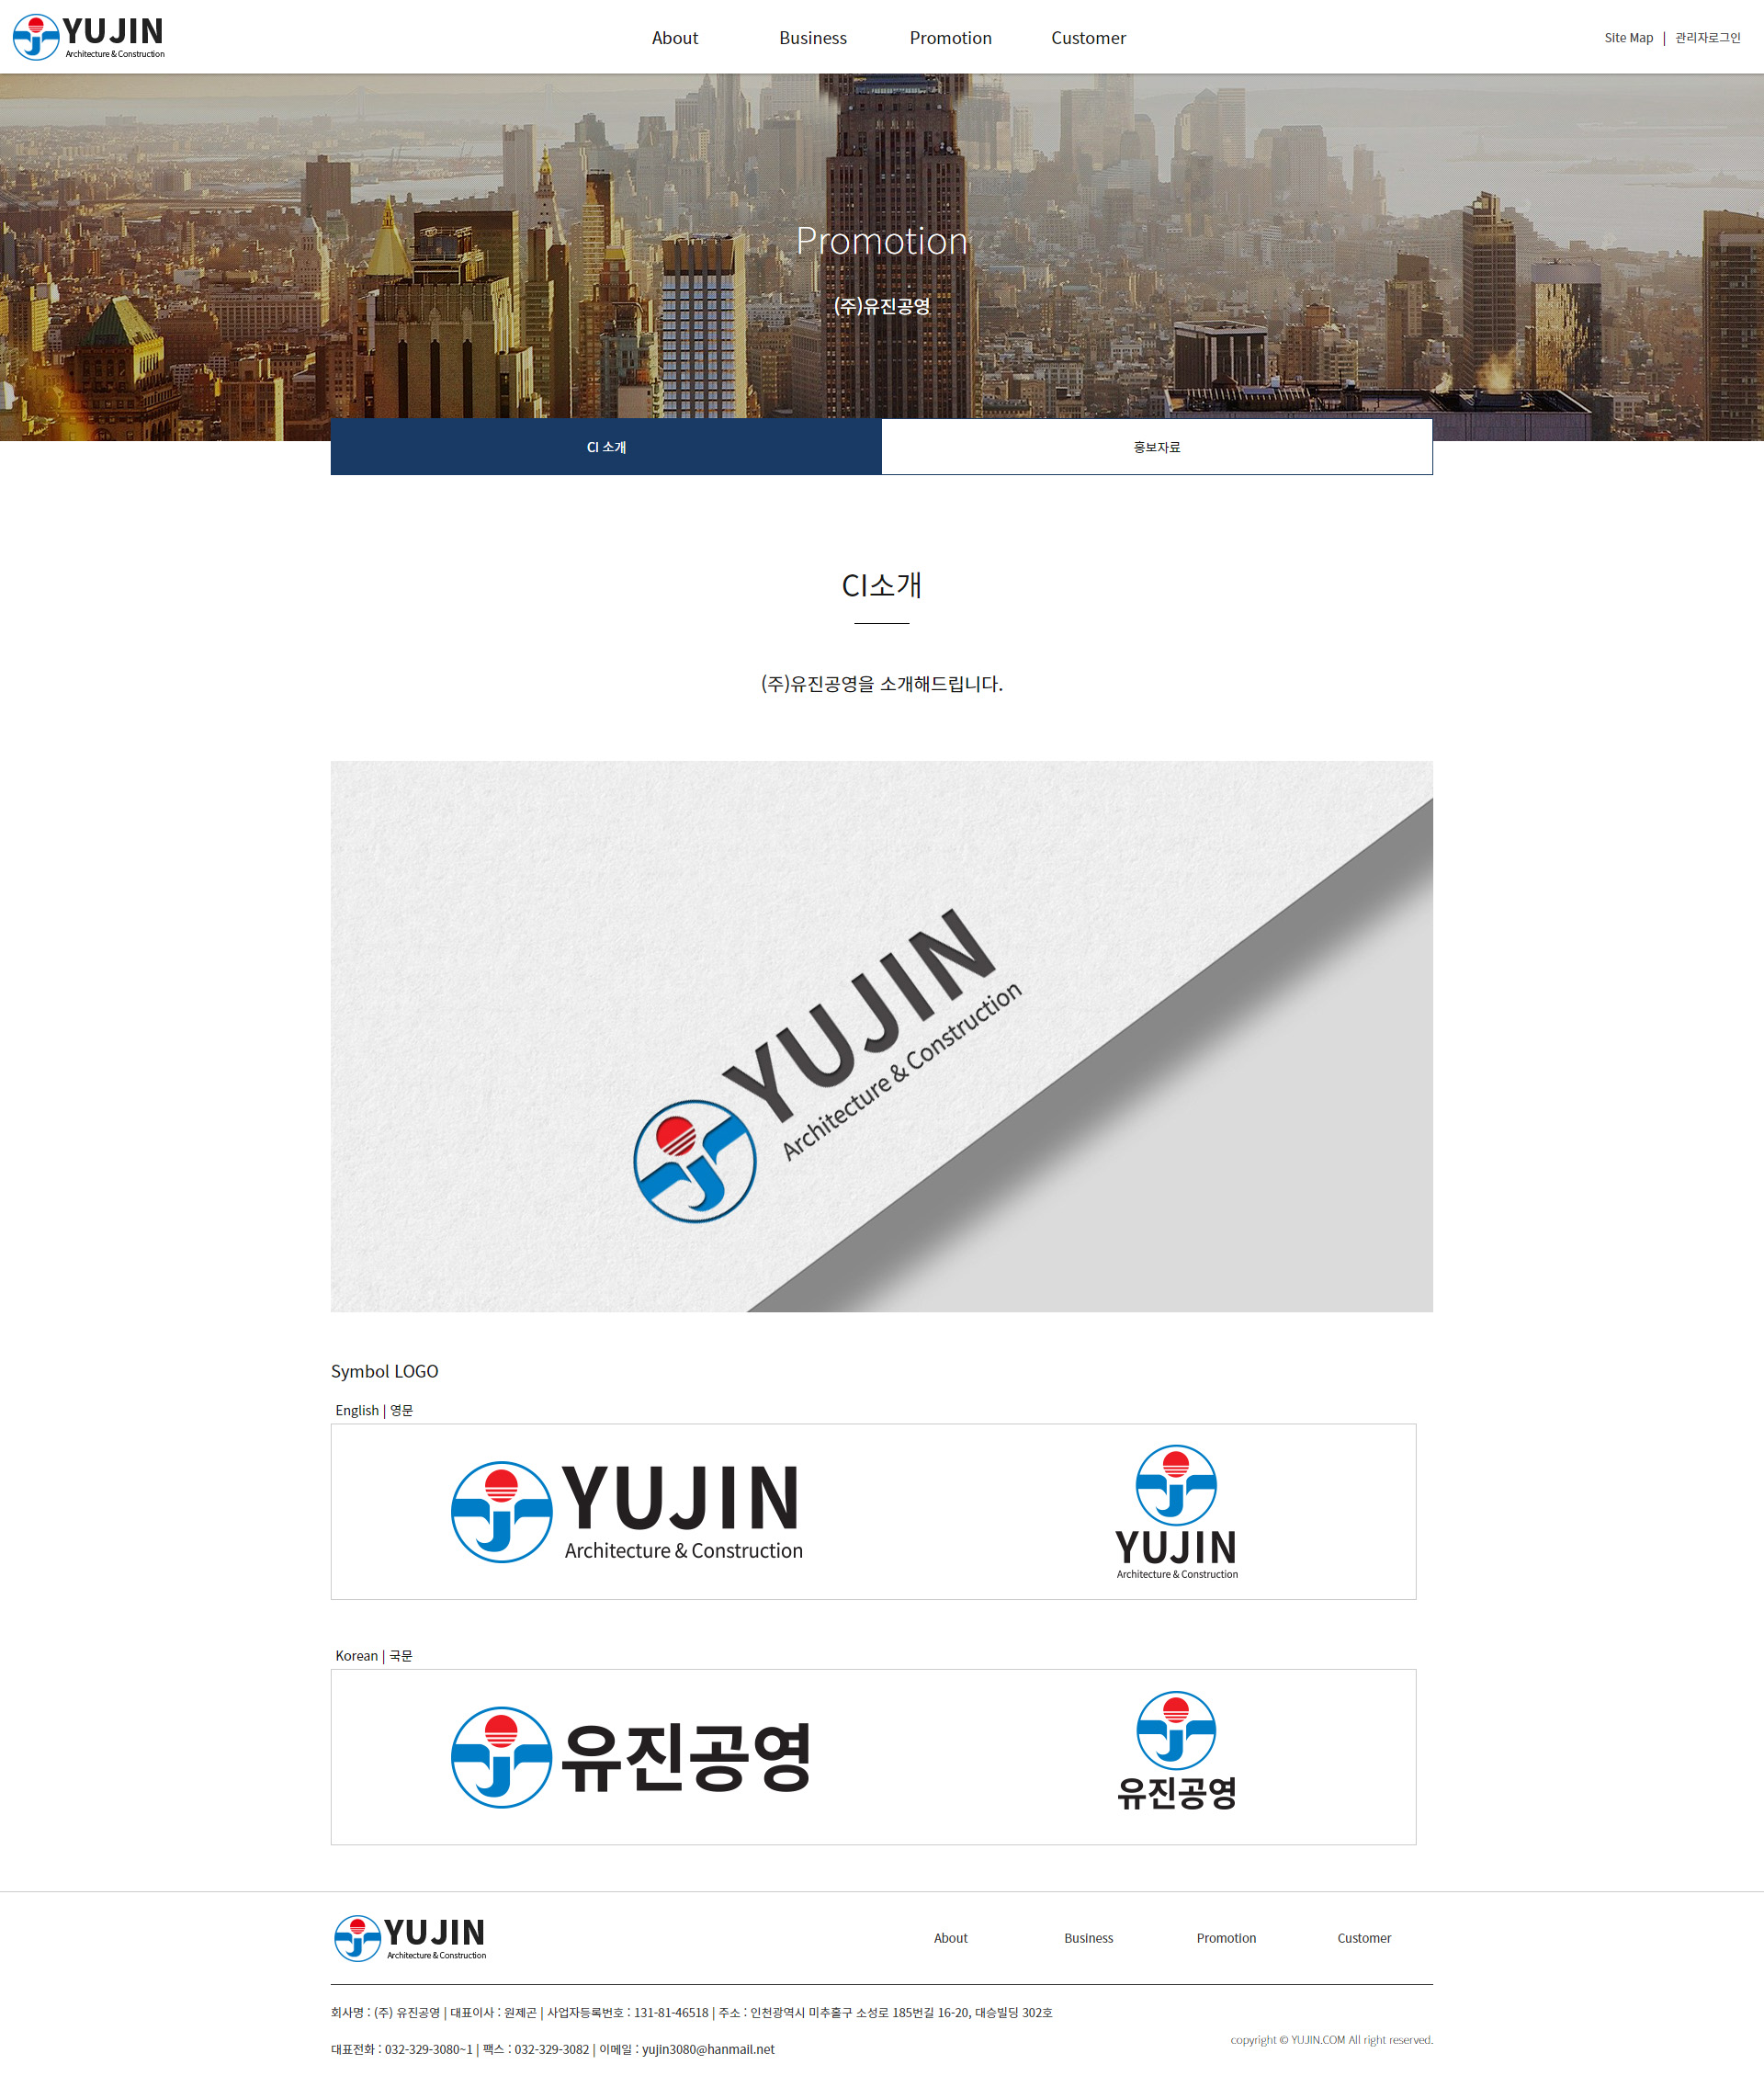 YUJIN
Architecture & Construction
About
Business
Promotion
Customer
Site Map | 관리자로그인
Promotion
(주)유진공영
CI 소개
홍보자료
CI소개
(주)유진공영을 소개해드립니다.
YUJIN
Architecture & Construction
Symbol LOGO
English | 영문
YUJIN
Architecture & Construction
YUJIN
Architecture & Construction
Korean | 국문
유진공영
유진공영
YUJIN
Architecture & Construction
About
Business
Promotion
Customer
회사명 : (주) 유진공영 | 대표이사 : 원제곤 | 사업자등록번호 : 131-81-46518 | 주소 : 인천광역시 미추홀구 소성로 185번길 16-20, 대승빌딩 302호
대표전화 : 032-329-3080~1 | 팩스 : 032-329-3082 | 이메일 : yujin3080@hanmail.net
copyright © YUJIN.COM All right reserved.